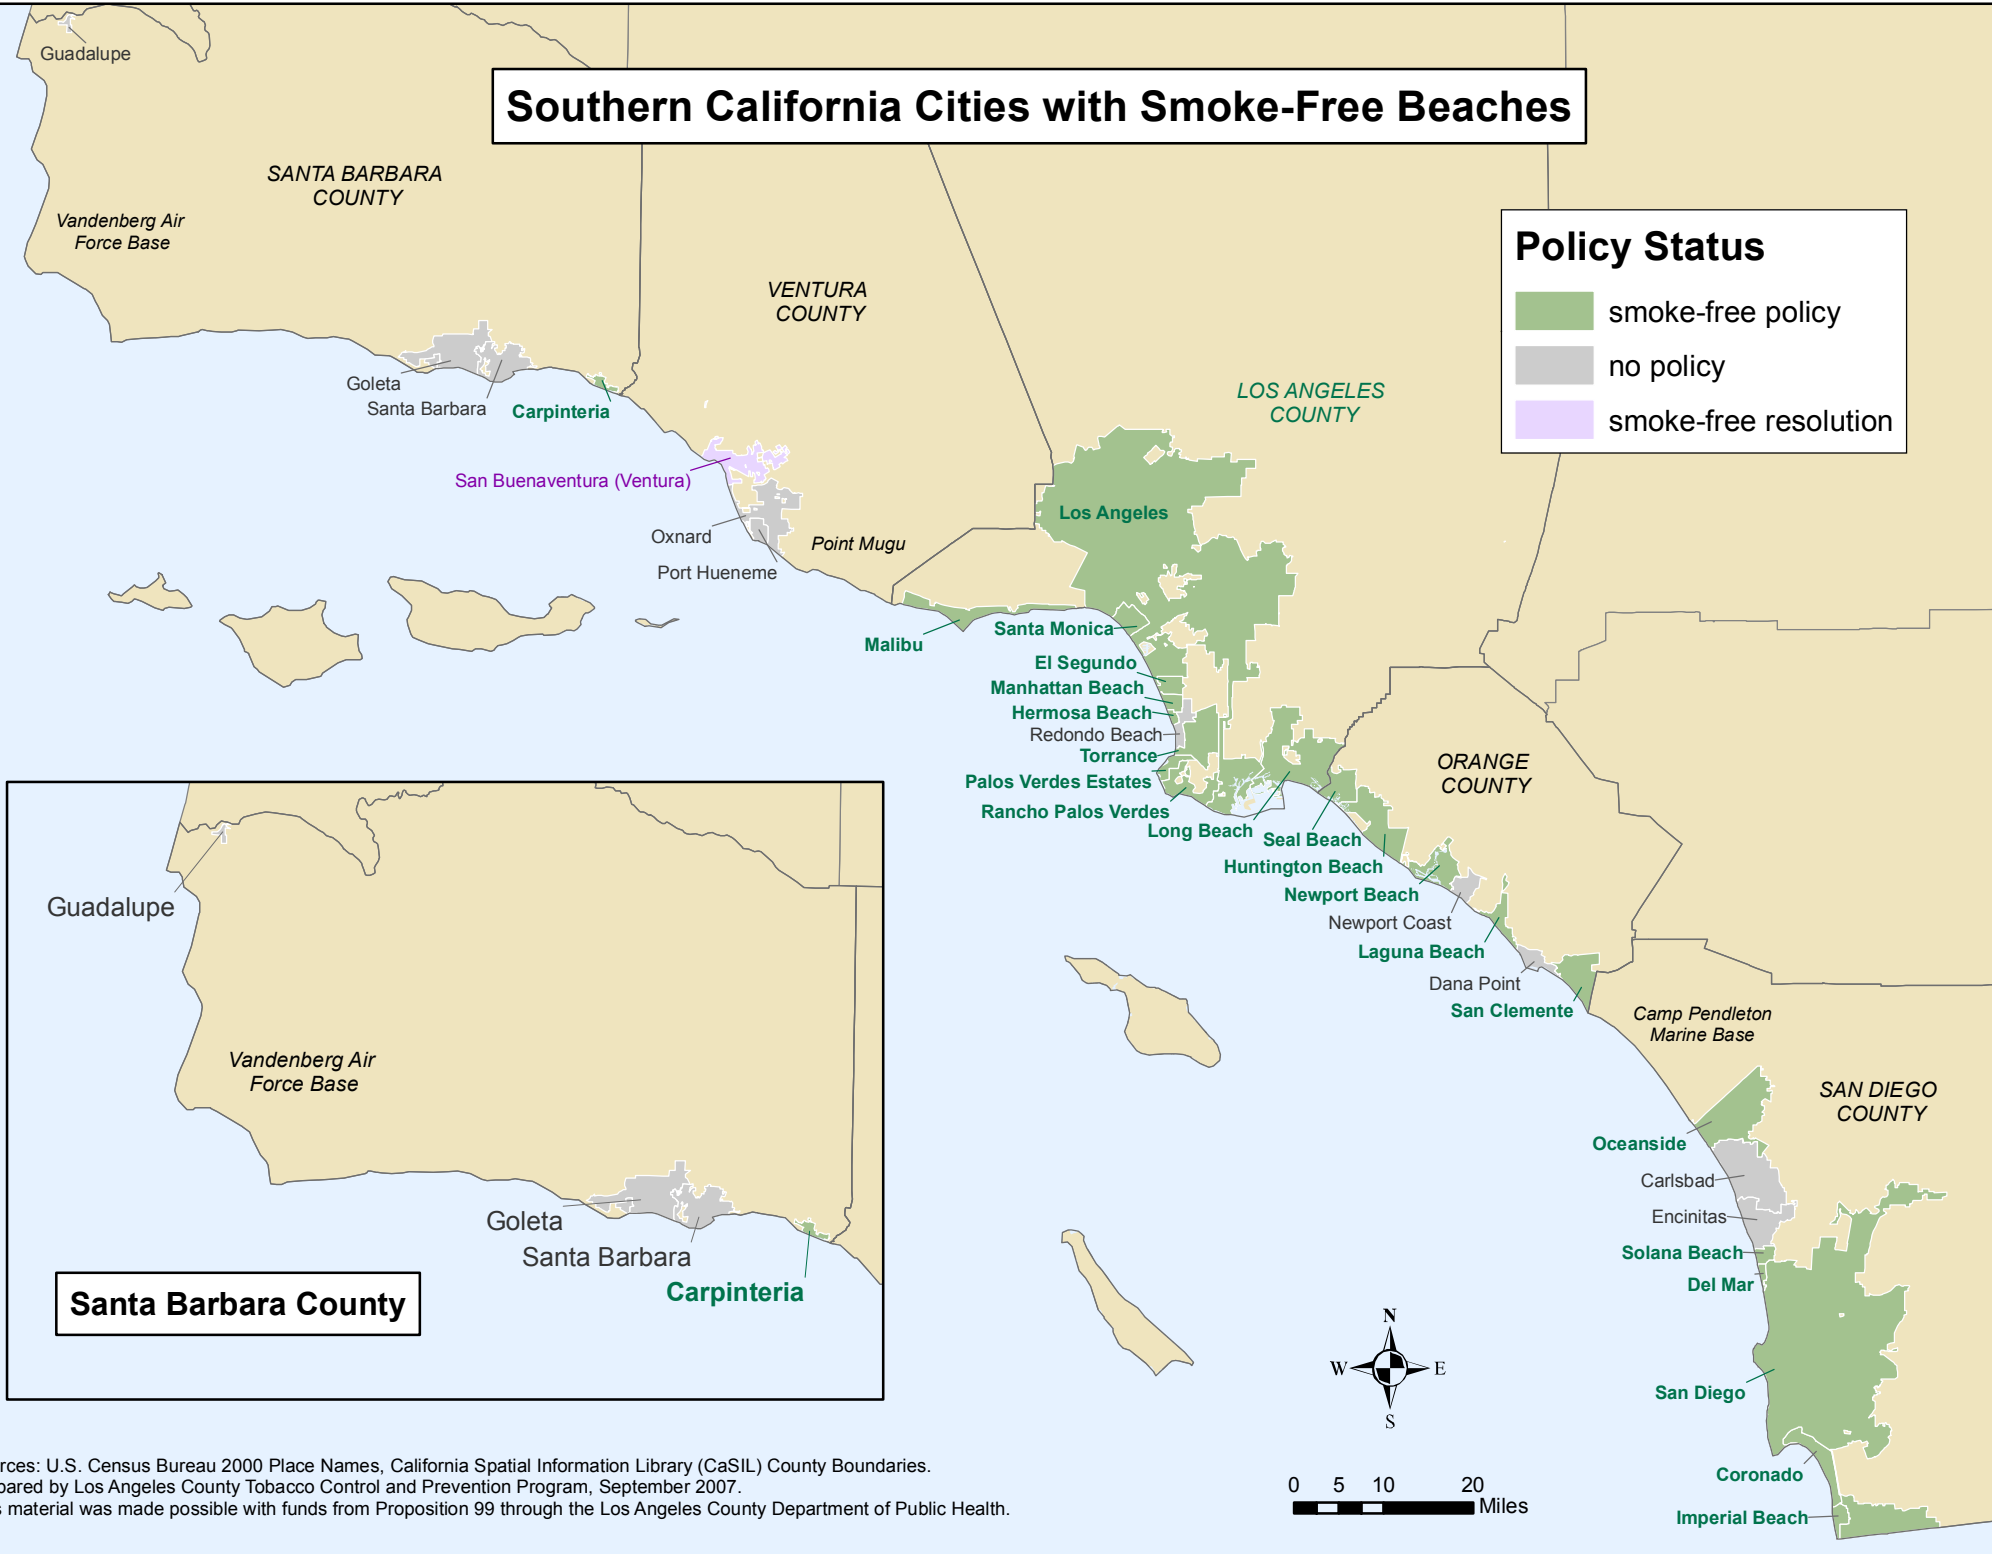 Guadalupe
Southern California Cities with Smoke-Free Beaches
SANTA BARBARA
COUNTY
Vandenberg Air
Force Base
Policy Status
smoke-free policy
no policy
smoke-free resolution
VENTURA
COUNTY
LOS ANGELES
COUNTY
Goleta
Santa Barbara
Carpinteria
San Buenaventura (Ventura)
Oxnard
Port Hueneme
Point Mugu
Los Angeles
Malibu
Santa Monica
El Segundo
Manhattan Beach
Hermosa Beach
Redondo Beach
Torrance
Palos Verdes Estates
Rancho Palos Verdes
Long Beach
Seal Beach
Huntington Beach
Newport Beach
Newport Coast
Laguna Beach
Dana Point
San Clemente
ORANGE
COUNTY
Camp Pendleton
Marine Base
SAN DIEGO
COUNTY
Oceanside
Carlsbad
Encinitas
Solana Beach
Del Mar
San Diego
Coronado
Imperial Beach
Guadalupe
Vandenberg Air
Force Base
Goleta
Santa Barbara
Carpinteria
Santa Barbara County
N
W E
S
0 5 10 20
Miles
rces: U.S. Census Bureau 2000 Place Names, California Spatial Information Library (CaSIL) County Boundaries.
pared by Los Angeles County Tobacco Control and Prevention Program, September 2007.
s material was made possible with funds from Proposition 99 through the Los Angeles County Department of Public Health.